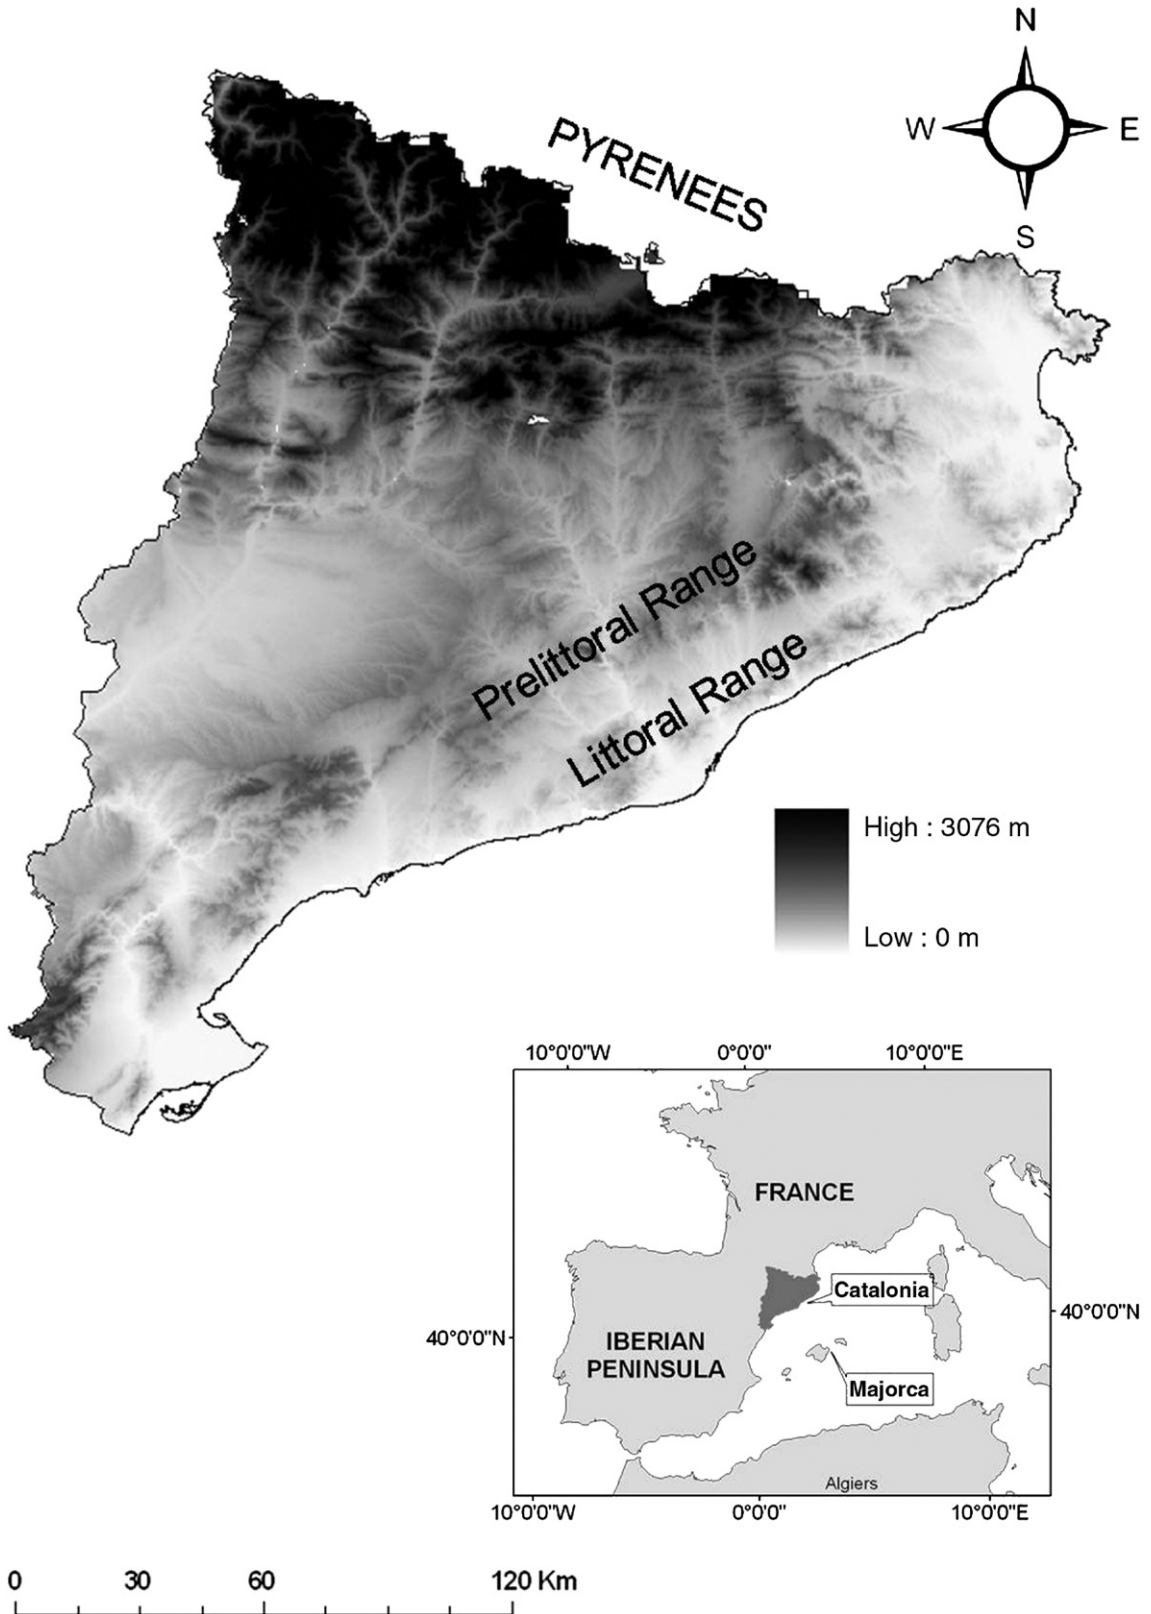 N
W
E
S
PYRENEES
Prelittoral Range
Littoral Range
High : 3076 m
Low : 0 m
10°0'0"W 0°0'0" 10°0'0"E
FRANCE
Catalonia
40°0'0"N
40°0'0"N
IBERIAN
PENINSULA
Majorca
Algiers
10°0'0"W 0°0'0" 10°0'0"E
0 30 60 120 Km